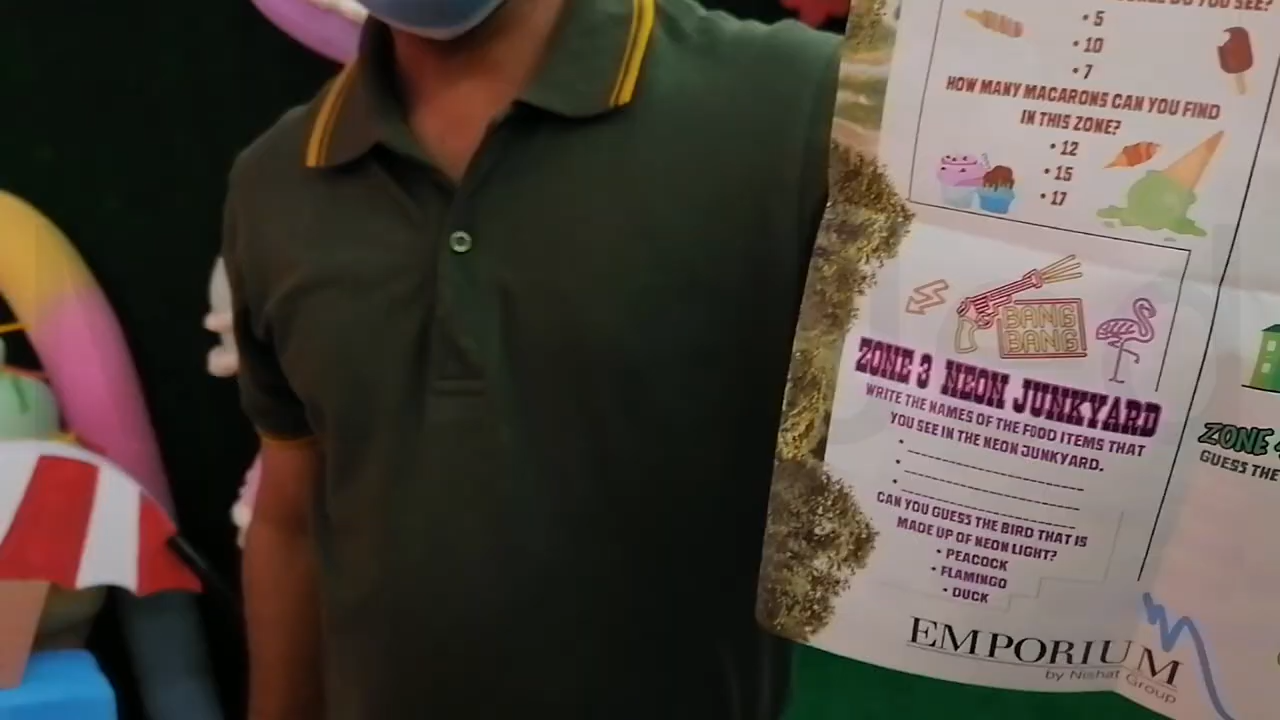 DO YOU SEE?
• 5
• 10
• 7
HOW MANY MACARONS CAN YOU FIND
IN THIS ZONE?
• 12
• 15
• 17
BANG
BANG
ZONE 3 NEON JUNKYARD
WRITE THE NAMES OF THE FOOD ITEMS THAT
YOU SEE IN THE NEON JUNKYARD.
CAN YOU GUESS THE BIRD THAT IS
MADE UP OF NEON LIGHT?
• PEACOCK
• FLAMINGO
• DUCK
ZONE
GUESS THE
EMPORIUM
by Nishat Group